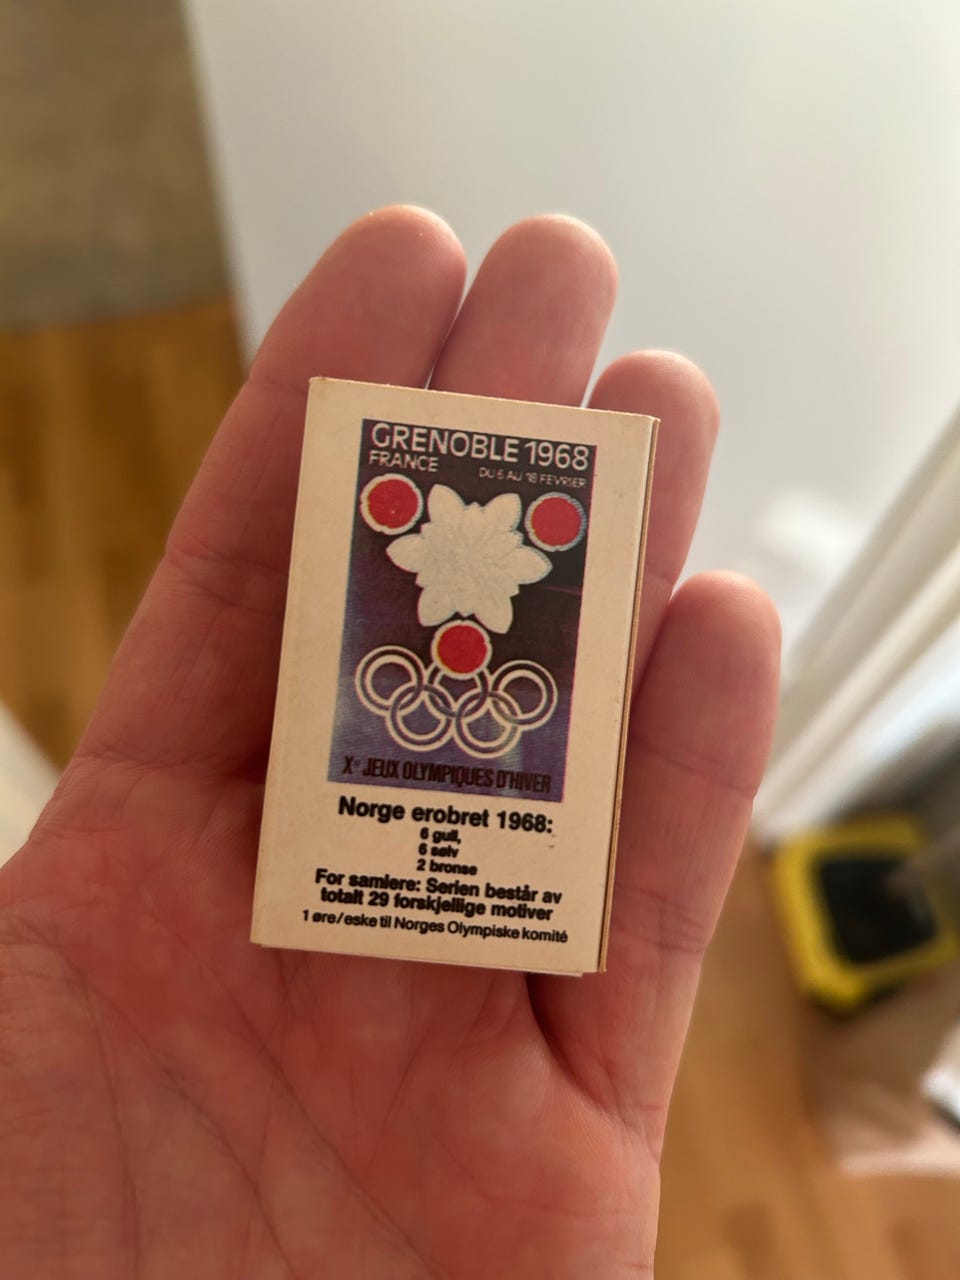 GRENOBLE 1968
FRANCE
DU 6 AU 18 FEVRIER
Xes JEUX OLYMPIQUES D'HIVER
Norge erobret 1968:
6 gull,
6 sølv
2 bronse
For samlere: Serien består av
totalt 29 forskjellige motiver
1 øre/eske til Norges Olympiske komité